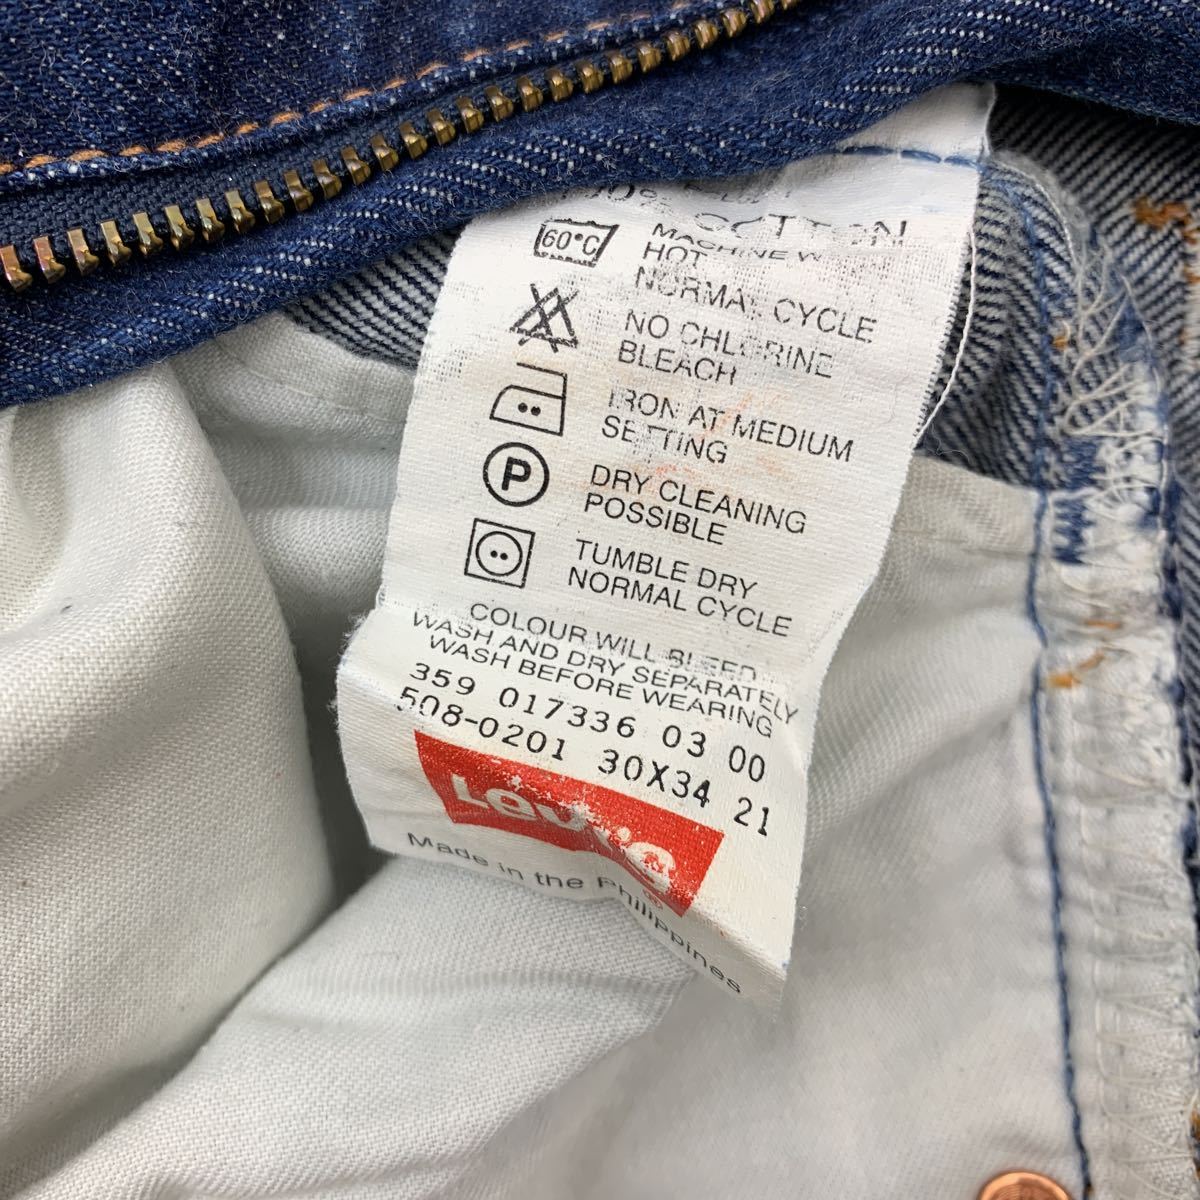 COTTON
60°C
MACHINE W
HOT
NORMAL CYCLE
NO CHLORINE
BLEACH
IRON AT MEDIUM
SETTING
P
DRY CLEANING
POSSIBLE
TUMBLE DRY
NORMAL CYCLE
COLOUR WILL BLEED
WASH AND DRY SEPARATELY
WASH BEFORE WEARING
359 017336 03 00
508-0201 30X34 21
Levi's®
Made in the Philippines